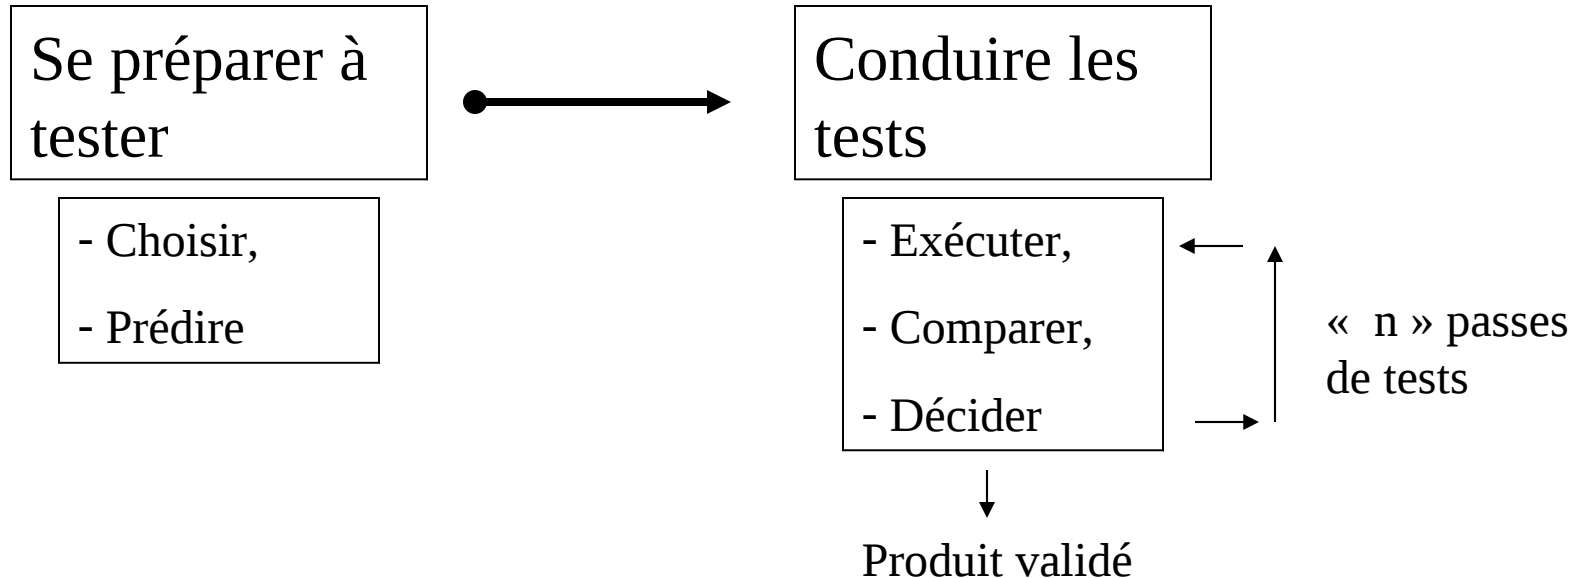 Se préparer à
tester
- Choisir,
- Prédire
Conduire les
tests
- Exécuter,
- Comparer,
- Décider
«  n » passes
de tests
Produit validé